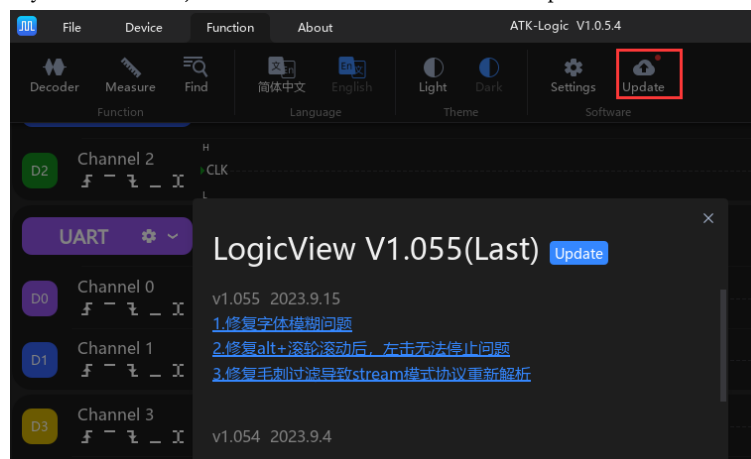 File Device Function About ATK-Logic V1.0.5.4
Decoder Measure Find 简体中文 English Light Dark Settings Update
Function Language Theme Software
D2 Channel 2
H
CLK
L
UART
LogicView V1.055(Last) Update
D0 Channel 0
v1.055 2023.9.15
1.修复字体模糊问题
D1 Channel 1
2.修复alt+滚轮滚动后，左击无法停止问题
3.修复毛刺过滤导致stream模式协议重新解析
D3 Channel 3
v1.054 2023.9.4